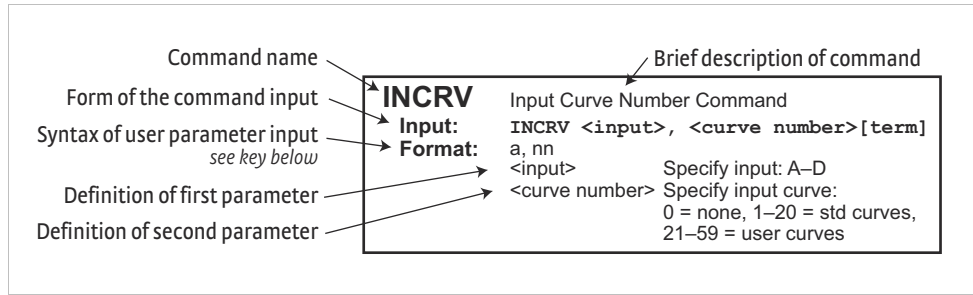 Command name
Brief description of command
Form of the command input
Syntax of user parameter input
see key below
Definition of first parameter
Definition of second parameter
INCRV Input Curve Number Command
Input: INCRV <input>, <curve number>[term]
Format: a, nn
<input> Specify input: A–D
<curve number> Specify input curve:
0 = none, 1–20 = std curves,
21–59 = user curves